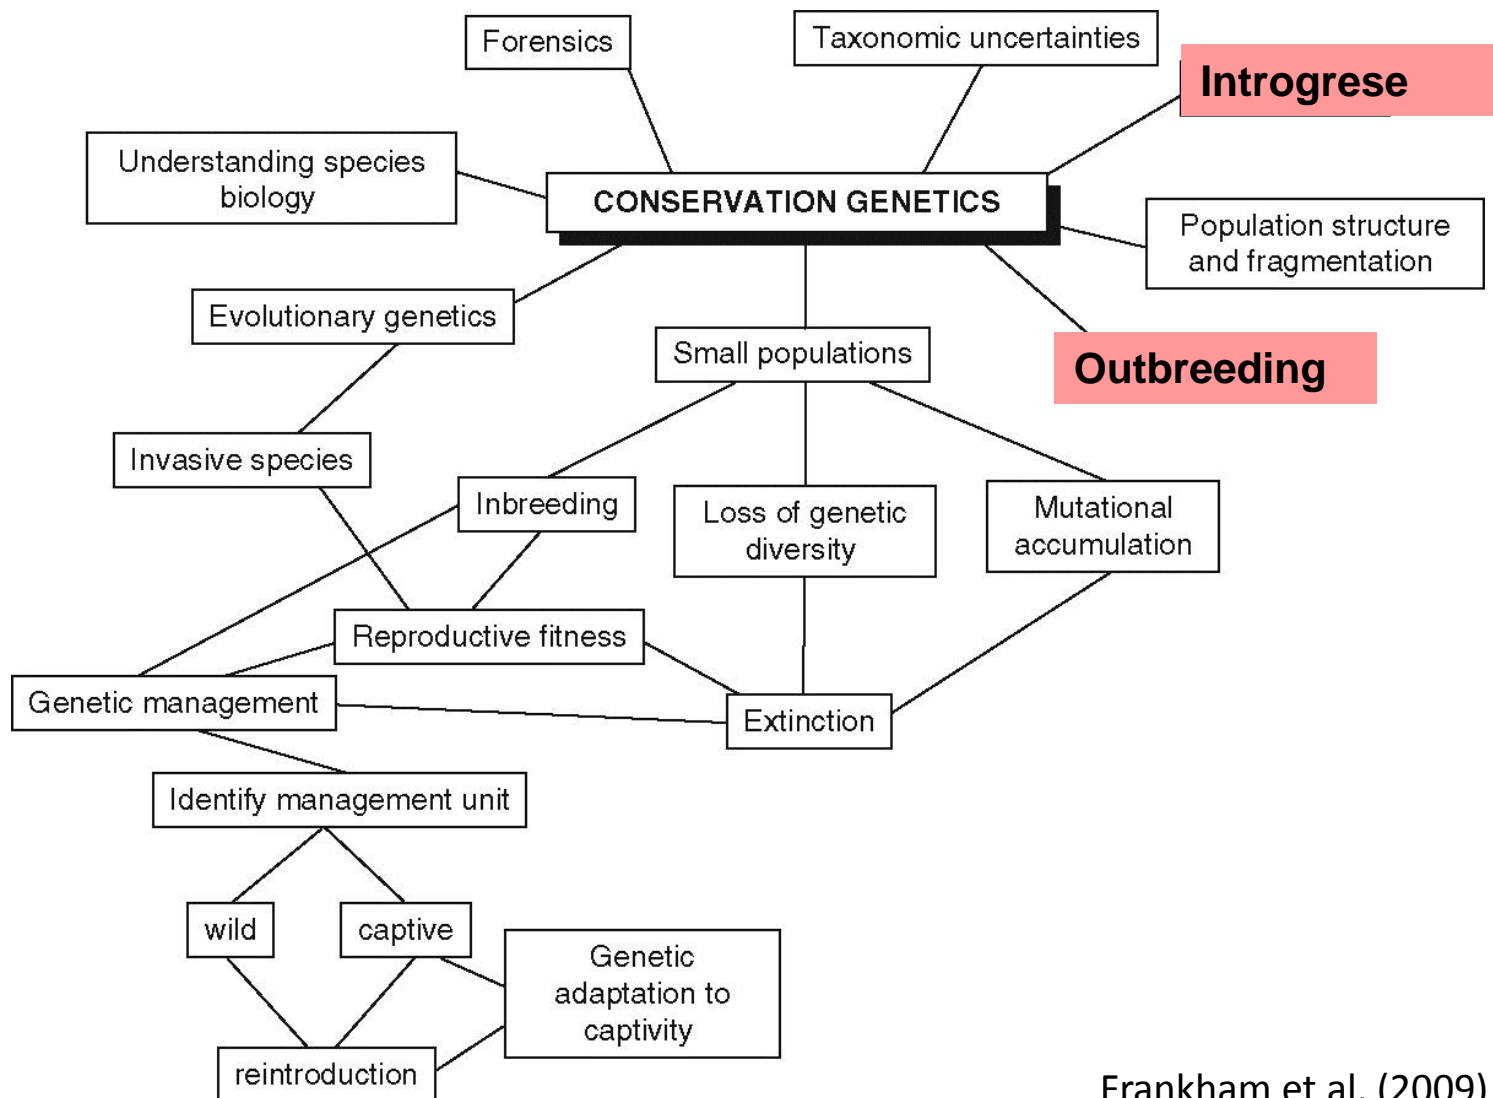 Forensics
Taxonomic uncertainties
Introgrese
Understanding species
biology
CONSERVATION GENETICS
Population structure
and fragmentation
Evolutionary genetics
Small populations
Outbreeding
Invasive species
Inbreeding
Loss of genetic
diversity
Mutational
accumulation
Reproductive fitness
Genetic management
Extinction
Identify management unit
wild
captive
Genetic
adaptation to
captivity
reintroduction
Frankham et al. (2009)